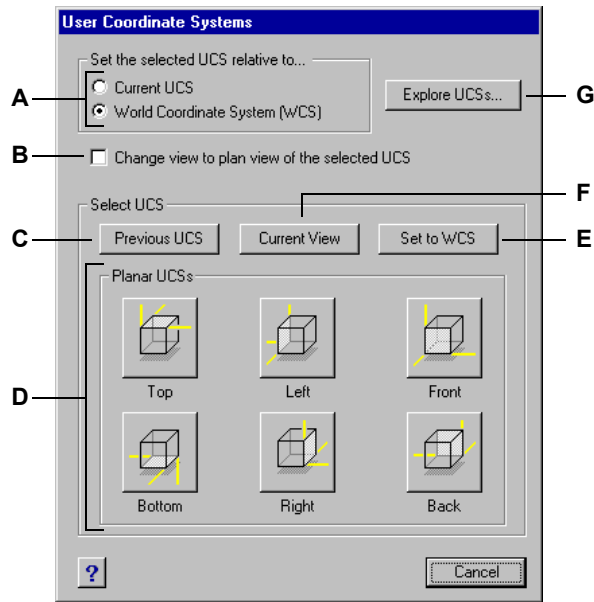 User Coordinate Systems
Set the selected UCS relative to...
A
Current UCS
World Coordinate System (WCS)
Explore UCSs...
G
B
Change view to plan view of the selected UCS
F
Select UCS
C
Previous UCS
Current View
Set to WCS
E
Planar UCSs
D
Top
Left
Front
Bottom
Right
Back
?
Cancel